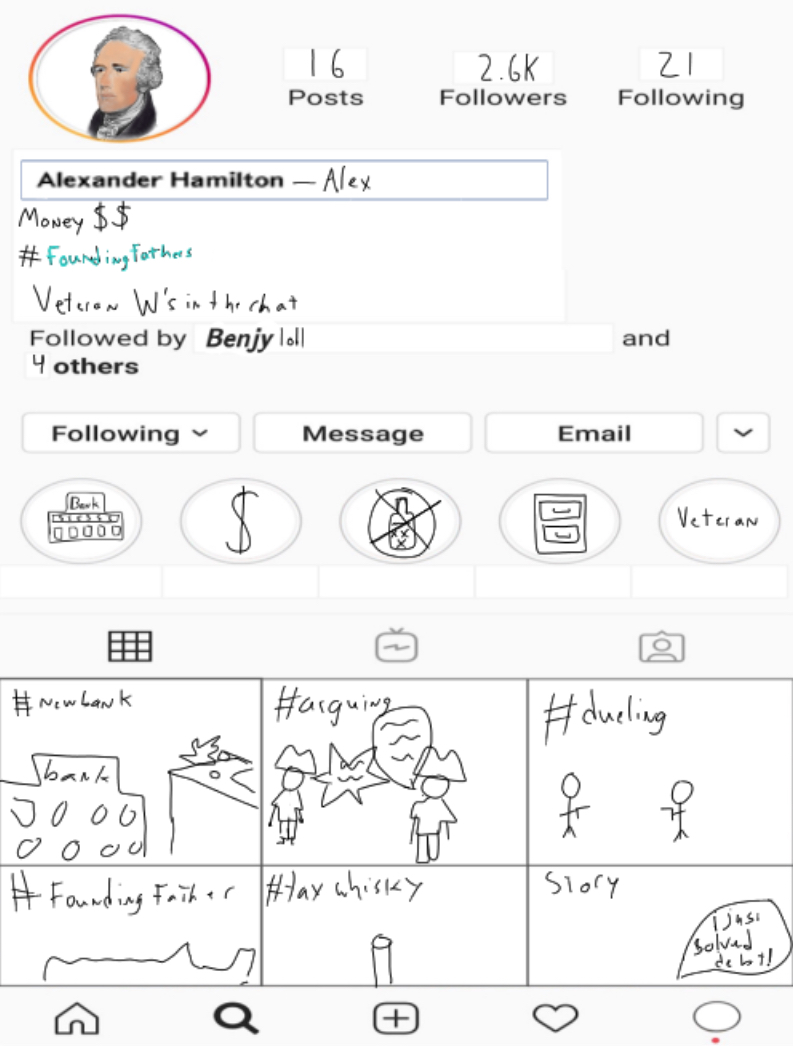 16 2.6K 21
Posts Followers Following
Alexander Hamilton — Alex
Money $$
#Foundingfathers
Veteran W's in the chat
Followed by Benjy loll and
4 others
Following Message Email
Bank $ Veteran
#newbank #arguing #dueling
bank
#Founding Father #tax whisky Story
I just
solved
debt!